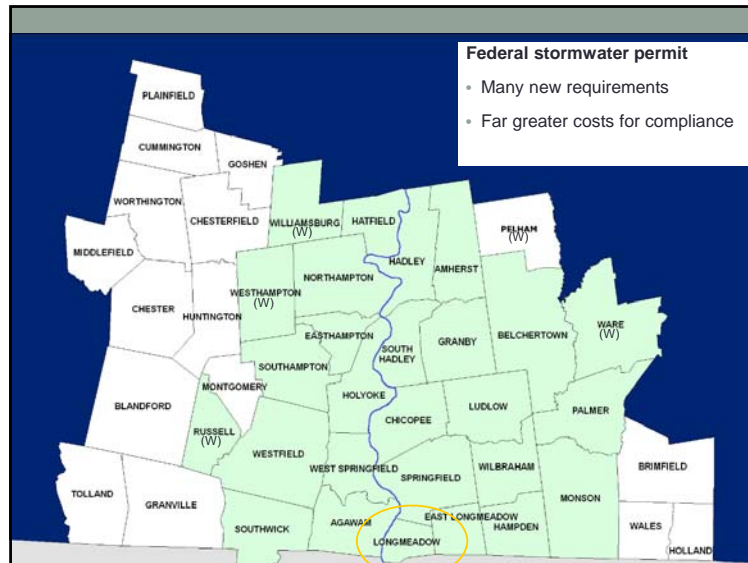 Federal stormwater permit
• Many new requirements
• Far greater costs for compliance
PLAINFIELD
CUMMINGTON
GOSHEN
WORTHINGTON
CHESTERFIELD
WILLIAMSBURG
(W)
HATFIELD
PELHAM
(W)
MIDDLEFIELD
HADLEY
AMHERST
NORTHAMPTON
WESTHAMPTON
(W)
CHESTER
HUNTINGTON
EASTHAMPTON
SOUTH
HADLEY
GRANBY
BELCHERTOWN
WARE
(W)
SOUTHAMPTON
MONTGOMERY
HOLYOKE
BLANDFORD
CHICOPEE
LUDLOW
PALMER
RUSSELL
(W)
WESTFIELD
WEST SPRINGFIELD
SPRINGFIELD
WILBRAHAM
BRIMFIELD
TOLLAND
GRANVILLE
MONSON
SOUTHWICK
AGAWAM
EAST LONGMEADOW
HAMPDEN
WALES
LONGMEADOW
HOLLAND